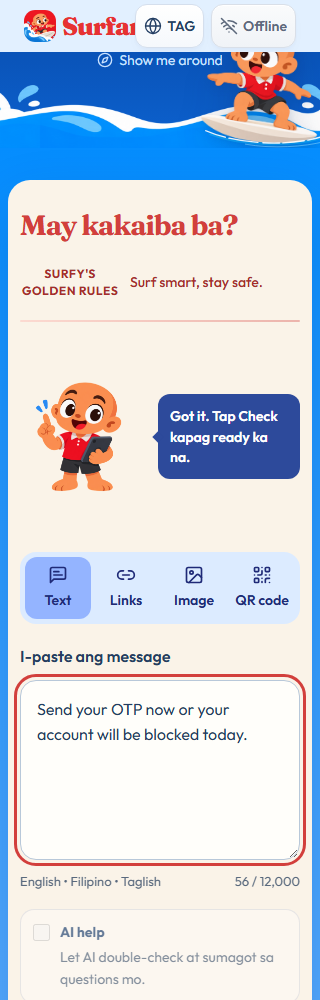 TAG
Offline
Show me around
May kakaiba ba?
SURFY'S
GOLDEN RULES
Surf smart, stay safe.
Got it. Tap Check
kapag ready ka
na.
Text
Links
Image
QR code
I-paste ang message
Send your OTP now or your
account will be blocked today.
English • Filipino • Taglish
56 / 12,000
AI help
Let AI double-check at sumagot sa
questions mo.